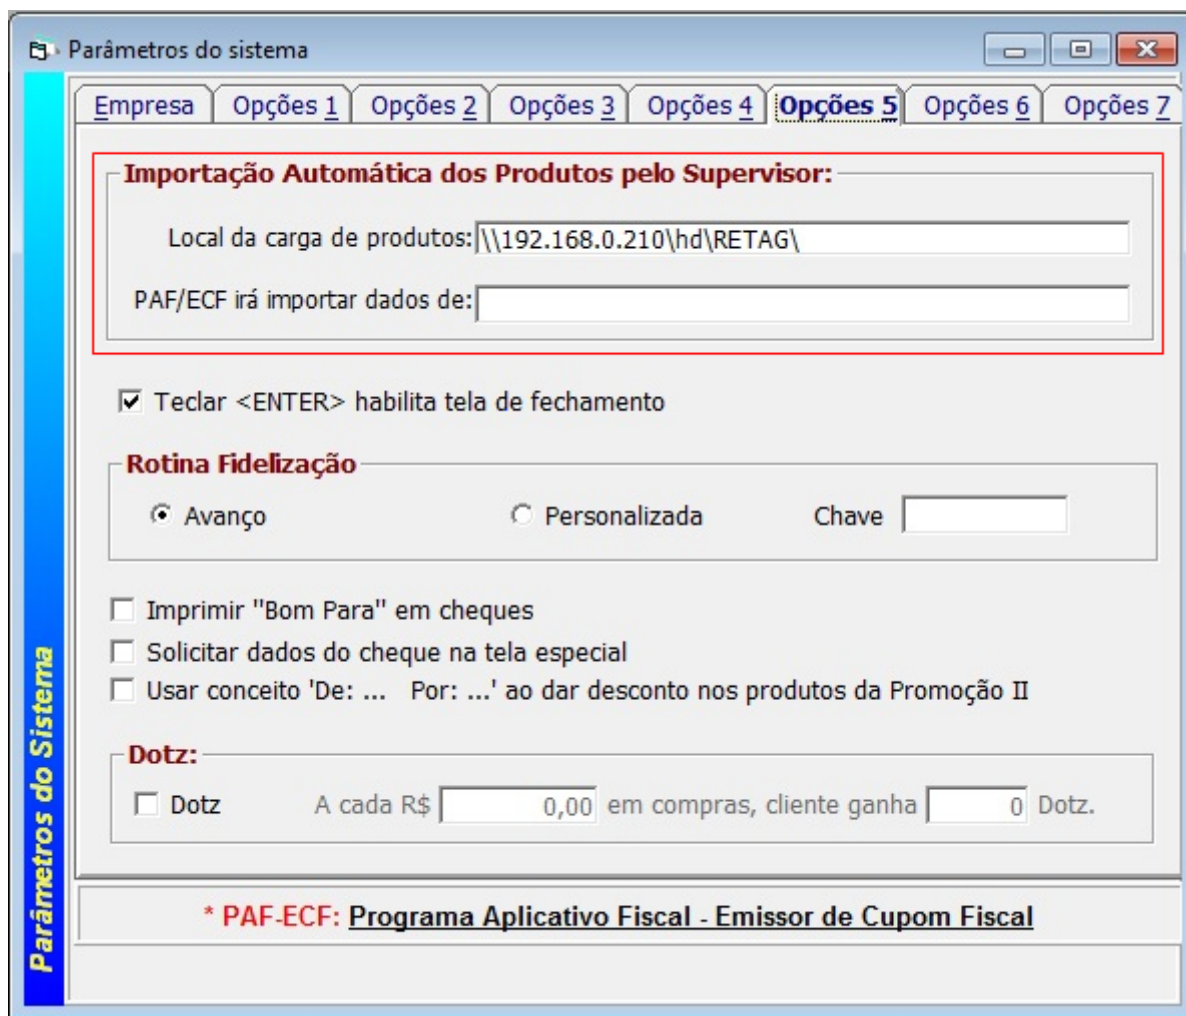 Parâmetros do sistema
Empresa Opções 1 Opções 2 Opções 3 Opções 4 Opções 5 Opções 6 Opções 7
Importação Automática dos Produtos pelo Supervisor:
Local da carga de produtos: \\192.168.0.210\hd\RETAG\
PAF/ECF irá importar dados de:
Teclar <ENTER> habilita tela de fechamento
Rotina Fidelização
Avanço Personalizada Chave
Imprimir "Bom Para" em cheques
Solicitar dados do cheque na tela especial
Usar conceito 'De: ... Por: ...' ao dar desconto nos produtos da Promoção II
Dotz:
Dotz A cada R$ 0,00 em compras, cliente ganha 0 Dotz.
* PAF-ECF: Programa Aplicativo Fiscal - Emissor de Cupom Fiscal
Parâmetros do Sistema